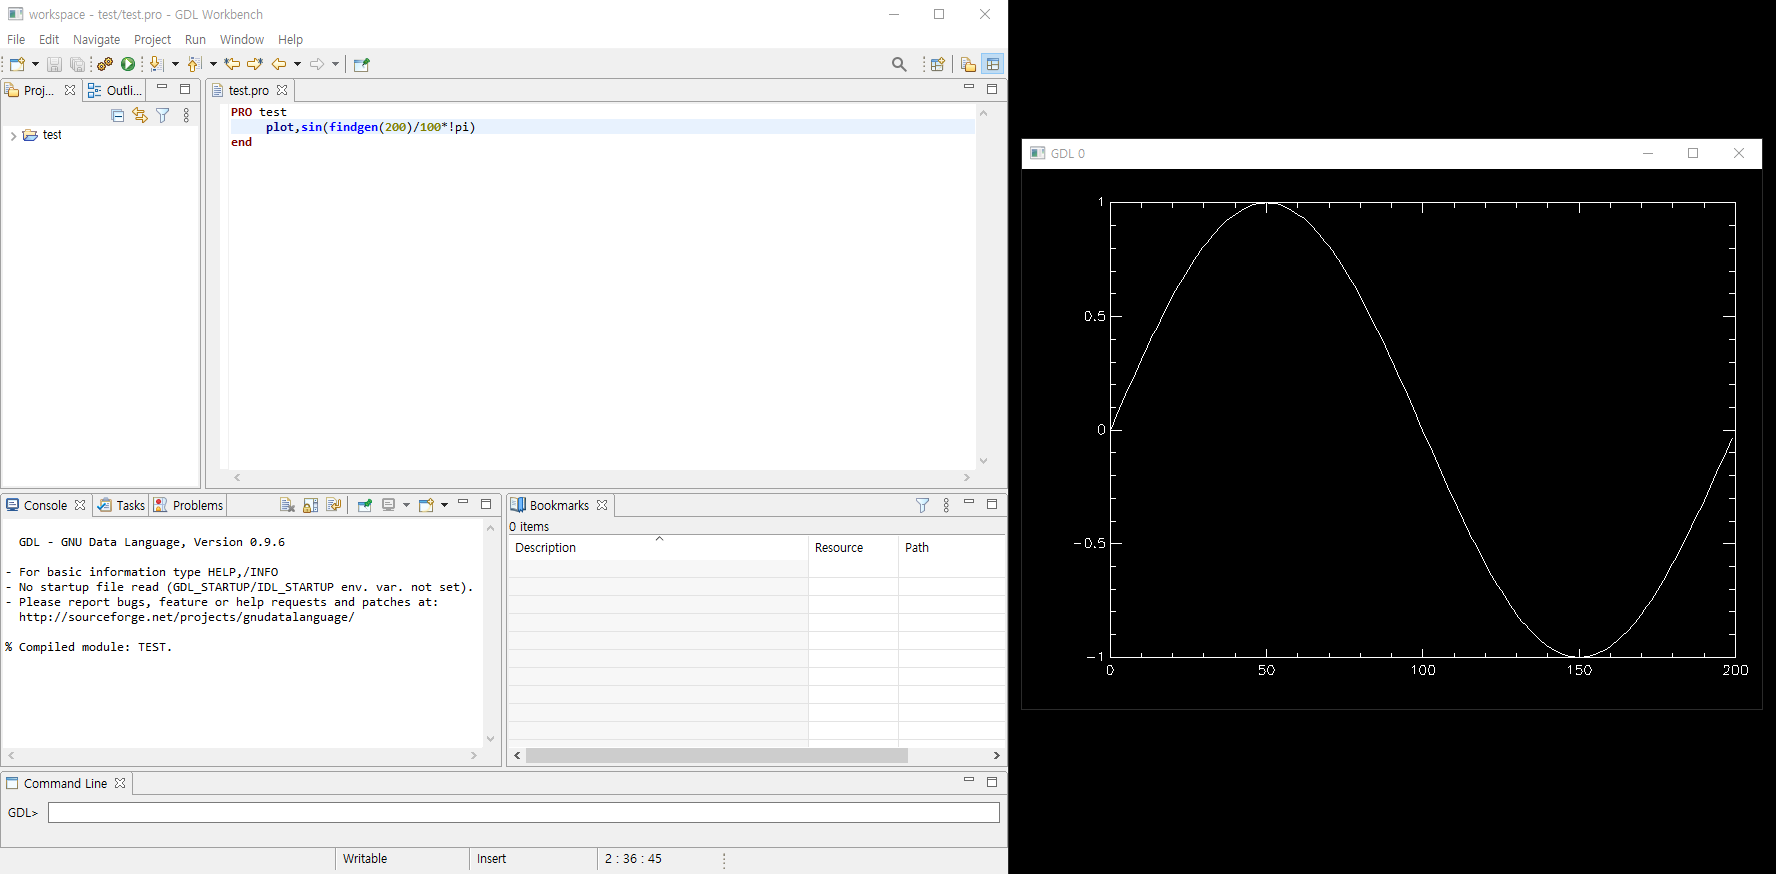 workspace - test/test.pro - GDL Workbench
File Edit Navigate Project Run Window Help
Proj...
Outli...
test
test.pro
PRO test
plot,sin(findgen(200)/100*!pi)
end
Console Tasks Problems
GDL - GNU Data Language, Version 0.9.6
- For basic information type HELP,/INFO
- No startup file read (GDL_STARTUP/IDL_STARTUP env. var. not set).
- Please report bugs, feature or help requests and patches at:
http://sourceforge.net/projects/gnudatalanguage/
% Compiled module: TEST.
Bookmarks
0 items
Description Resource Path
Command Line
GDL>
Writable Insert 2 : 36 : 45
GDL 0
1
0.5
0
-0.5
-1
0 50 100 150 200